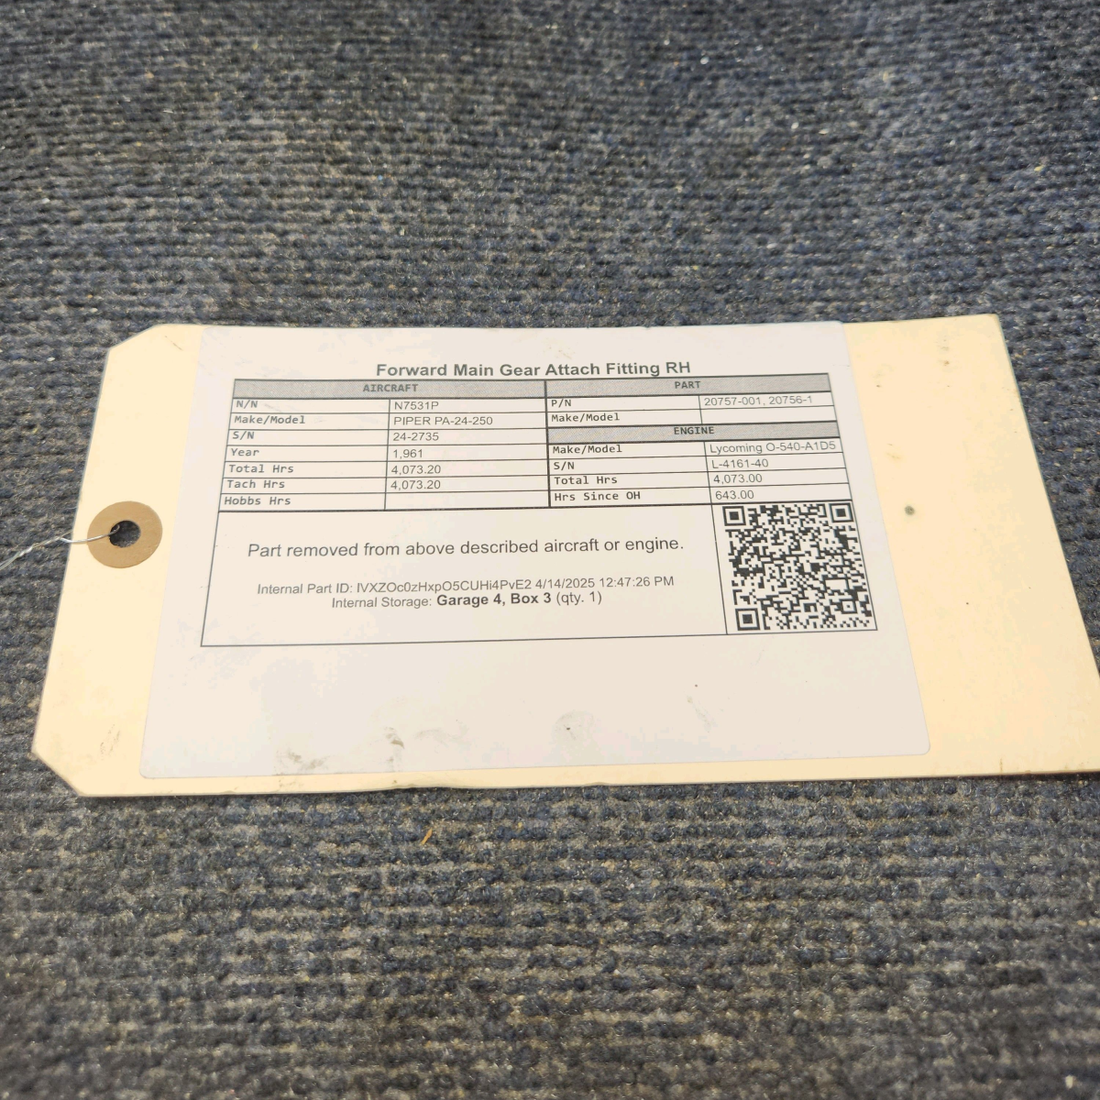 Forward Main Gear Attach Fitting RH
AIRCRAFT PART
N/N N7531P P/N 20757-001, 20756-1
Make/Model PIPER PA-24-250 Make/Model
S/N 24-2735 ENGINE
Year 1,961 Make/Model Lycoming O-540-A1D5
Total Hrs 4,073.20 S/N L-4161-40
Tach Hrs 4,073.20 Total Hrs 4,073.00
Hobbs Hrs Hrs Since OH 643.00
Part removed from above described aircraft or engine.
Internal Part ID: IVXZOc0zHxpO5CUHi4PvE2 4/14/2025 12:47:26 PM
Internal Storage: Garage 4, Box 3 (qty. 1)